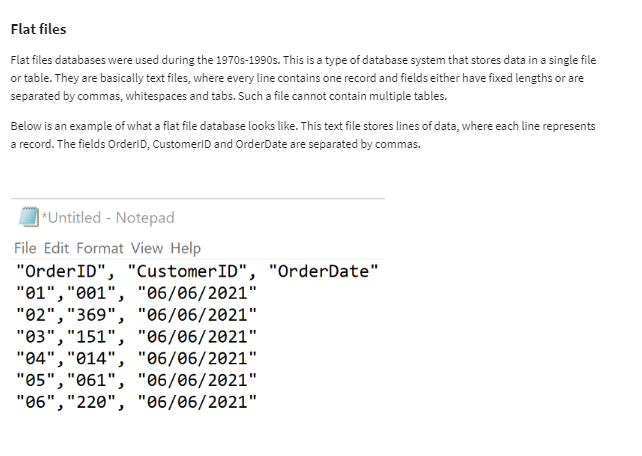 Flat files
Flat files databases were used during the 1970s-1990s. This is a type of database system that stores data in a single file
or table. They are basically text files, where every line contains one record and fields either have fixed lengths or are
separated by commas, whitespaces and tabs. Such a file cannot contain multiple tables.
Below is an example of what a flat file database looks like. This text file stores lines of data, where each line represents
a record. The fields OrderID, CustomerID and OrderDate are separated by commas.
*Untitled - Notepad
File Edit Format View Help
"OrderID", "CustomerID", "OrderDate"
"01","001", "06/06/2021"
"02","369", "06/06/2021"
"03","151", "06/06/2021"
"04","014", "06/06/2021"
"05","061", "06/06/2021"
"06","220", "06/06/2021"